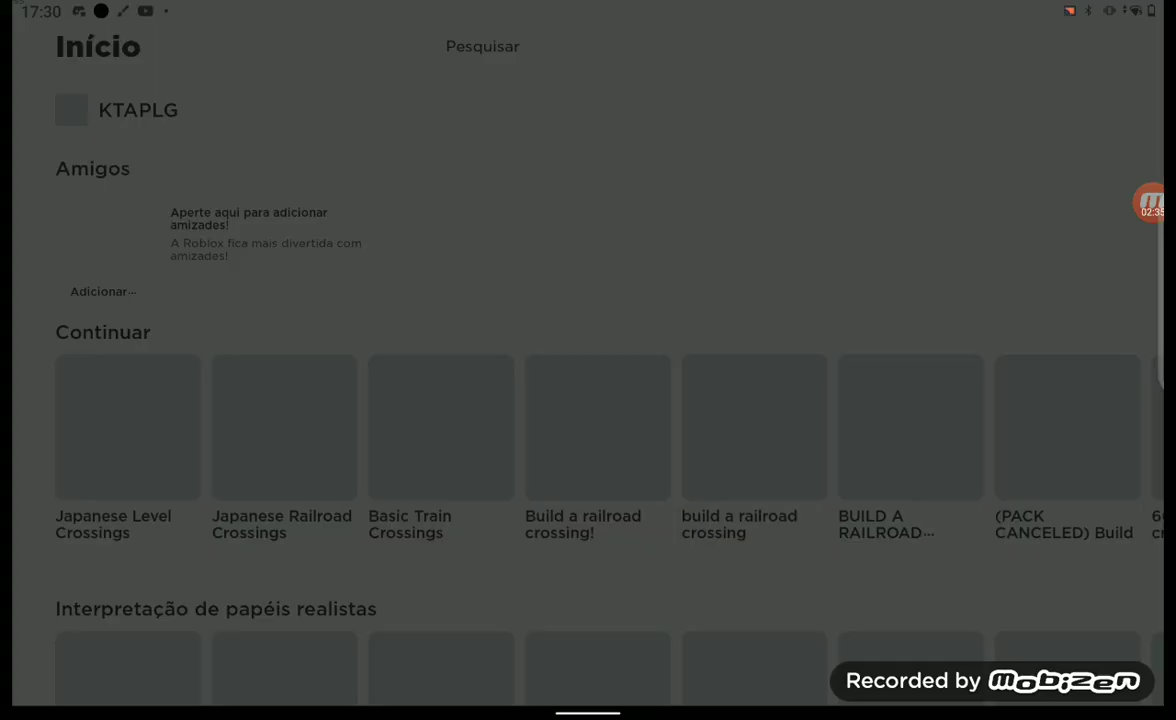 17:30
Início
Pesquisar
KTAPLG
Amigos
Aperte aqui para adicionar
amizades!
A Roblox fica mais divertida com
amizades!
Adicionar...
Continuar
Japanese Level
Crossings
Japanese Railroad
Crossings
Basic Train
Crossings
Build a railroad
crossing!
build a railroad
crossing
BUILD A
RAILROAD...
(PACK
CANCELED) Build
02:35
Interpretação de papéis realistas
Recorded by mobizen